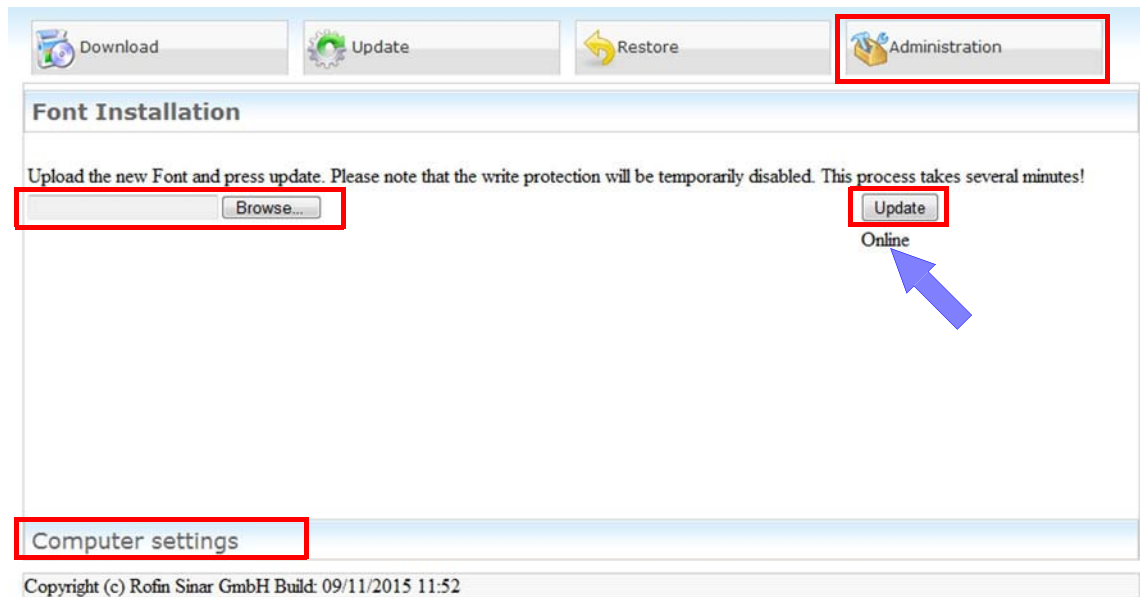 Download Update Restore Administration
Font Installation
Upload the new Font and press update. Please note that the write protection will be temporarily disabled. This process takes several minutes!
Browse... Update
Online
Computer settings
Copyright (c) Rofin Sinar GmbH Build: 09/11/2015 11:52